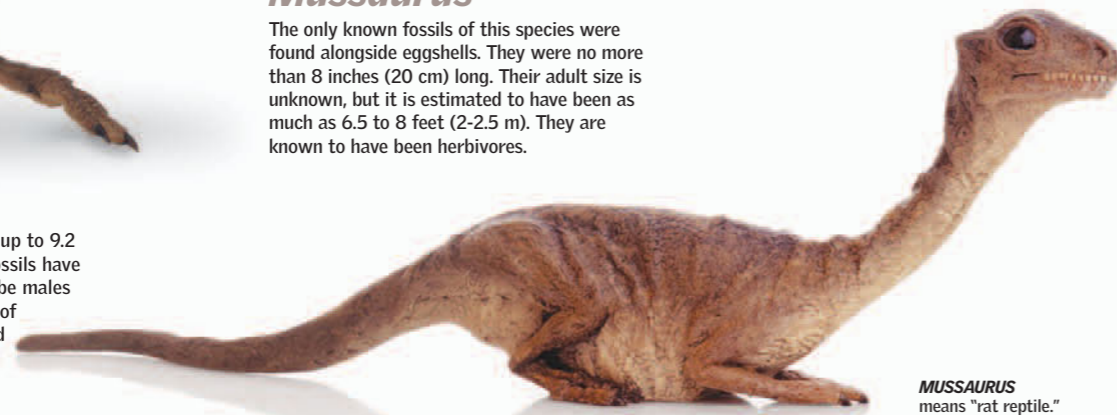 Mussaurus
The only known fossils of this species were
found alongside eggshells. They were no more
than 8 inches (20 cm) long. Their adult size is
unknown, but it is estimated to have been as
much as 6.5 to 8 feet (2-2.5 m). They are
known to have been herbivores.
up to 9.2
ossils have
be males
of
MUSSAURUS
means "rat reptile."